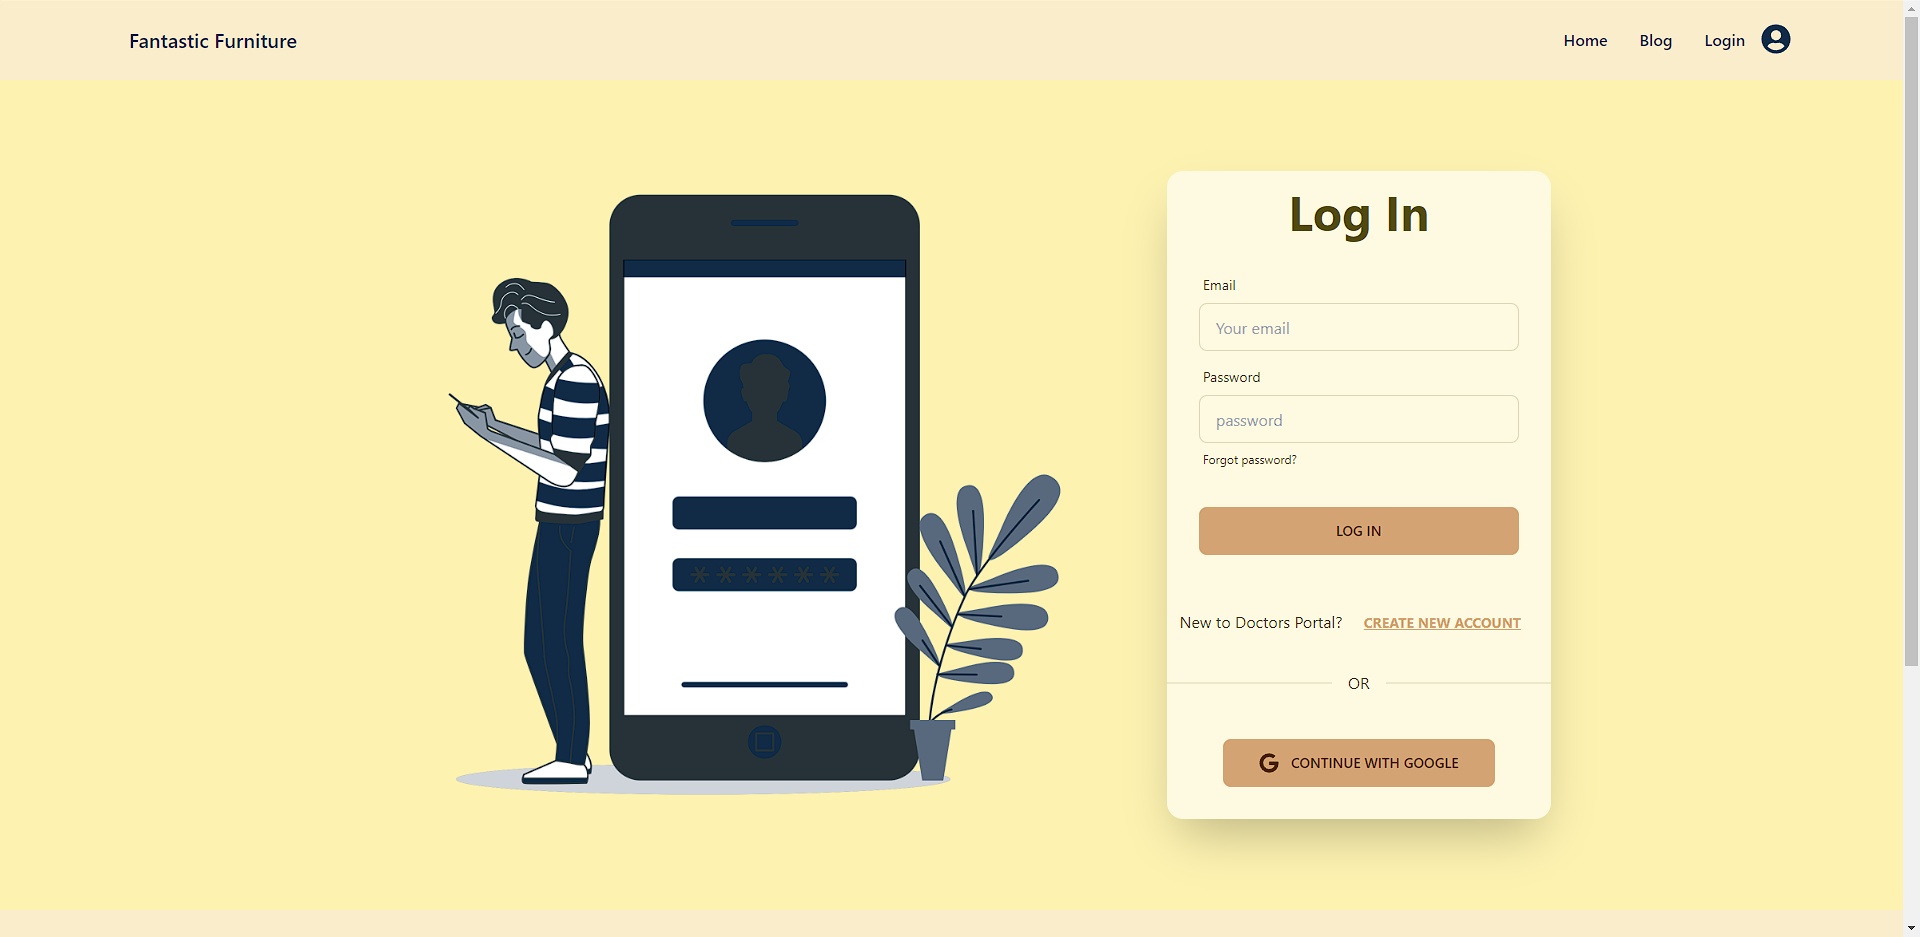 Fantastic Furniture
Home Blog Login
Log In
Email
Your email
Password
password
Forgot password?
LOG IN
New to Doctors Portal? CREATE NEW ACCOUNT
OR
CONTINUE WITH GOOGLE